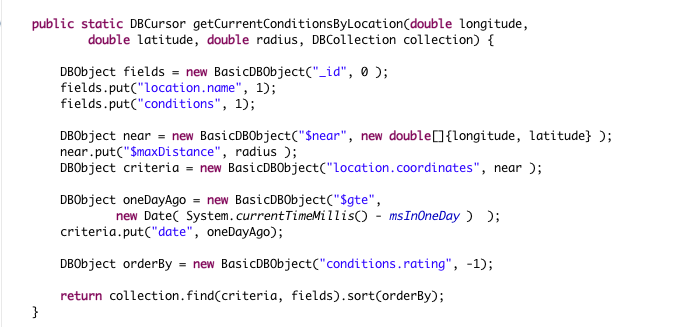 public static DBCursor getCurrentConditionsByLocation(double longitude,
        double latitude, double radius, DBCollection collection) {

    DBObject fields = new BasicDBObject("_id", 0 );
    fields.put("location.name", 1);
    fields.put("conditions", 1);

    DBObject near = new BasicDBObject("$near", new double[]{longitude, latitude} );
    near.put("$maxDistance", radius );
    DBObject criteria = new BasicDBObject("location.coordinates", near );

    DBObject oneDayAgo = new BasicDBObject("$gte",
            new Date( System.currentTimeMillis() - msInOneDay )  );
    criteria.put("date", oneDayAgo);

    DBObject orderBy = new BasicDBObject("conditions.rating", -1);

    return collection.find(criteria, fields).sort(orderBy);
}